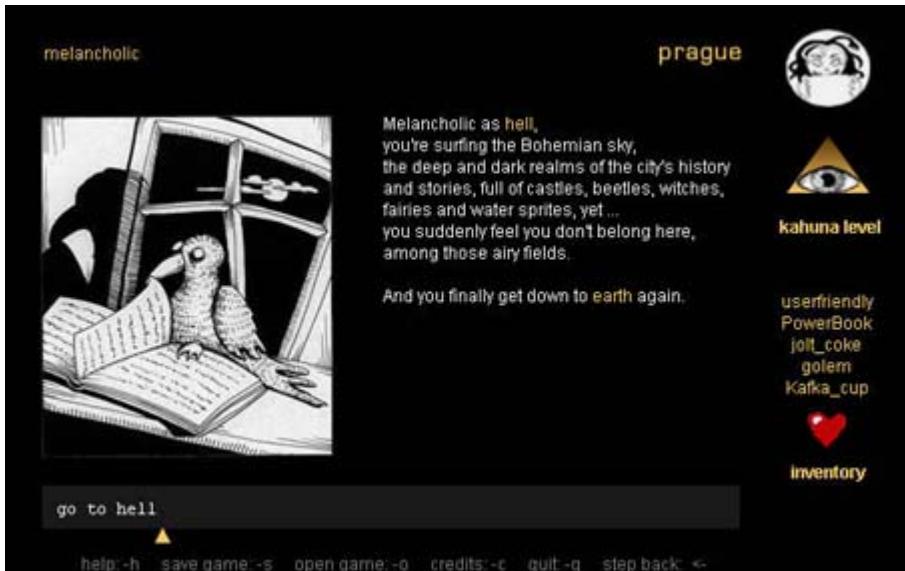 melancholic
prague
Melancholic as hell,
you're surfing the Bohemian sky,
the deep and dark realms of the city's history
and stories, full of castles, beetles, witches,
fairies and water sprites, yet ...
you suddenly feel you don't belong here,
among those airy fields.
And you finally get down to earth again.
kahuna level
userfriendly
PowerBook
jolt_coke
golem
Kafka_cup
inventory
go to hell
help: -h save game: -s open game: -o credits: -c quit: -q step back: <-